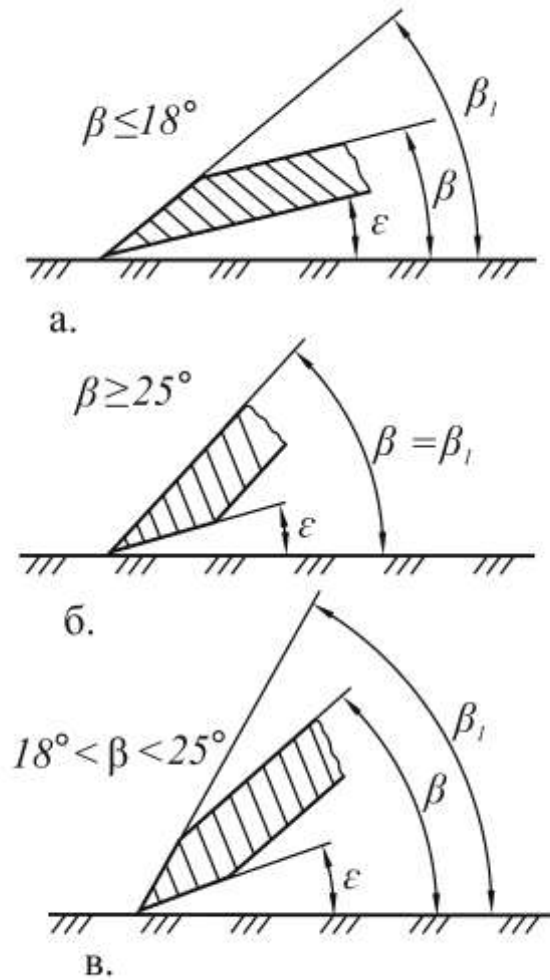 β≤18°
β₁
β
ε
а.
β≥25°
β = β₁
ε
б.
18° < β < 25°
β₁
β
ε
в.